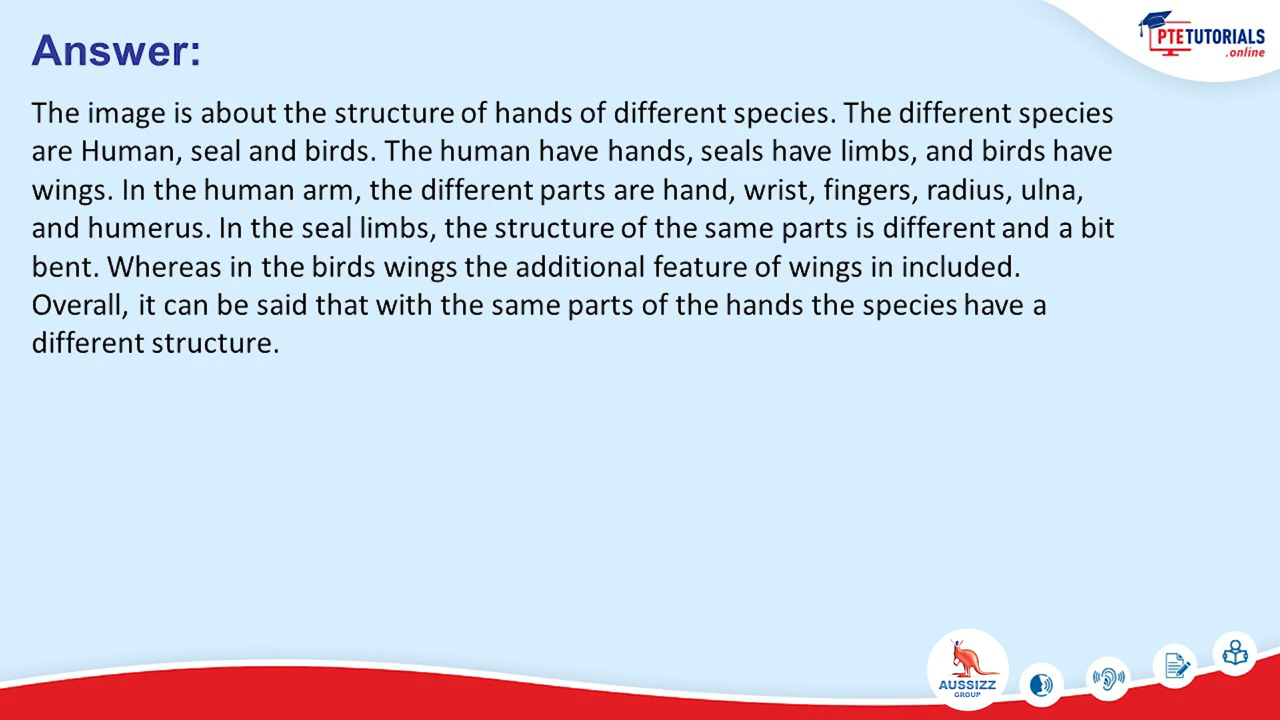 Answer:
PTETUTORIALS
.online
The image is about the structure of hands of different species. The different species
are Human, seal and birds. The human have hands, seals have limbs, and birds have
wings. In the human arm, the different parts are hand, wrist, fingers, radius, ulna,
and humerus. In the seal limbs, the structure of the same parts is different and a bit
bent. Whereas in the birds wings the additional feature of wings in included.
Overall, it can be said that with the same parts of the hands the species have a
different structure.
AUSSIZZ
GROUP